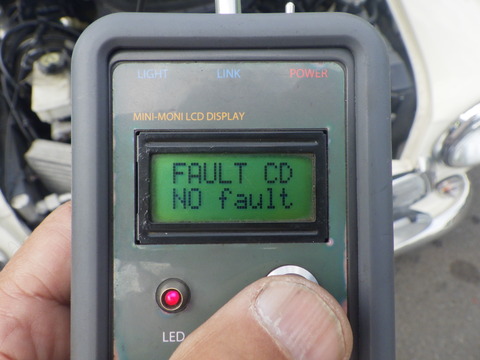 LIGHT LINK POWER
MINI-MONI LCD DISPLAY
FAULT CD
NO fault
LED